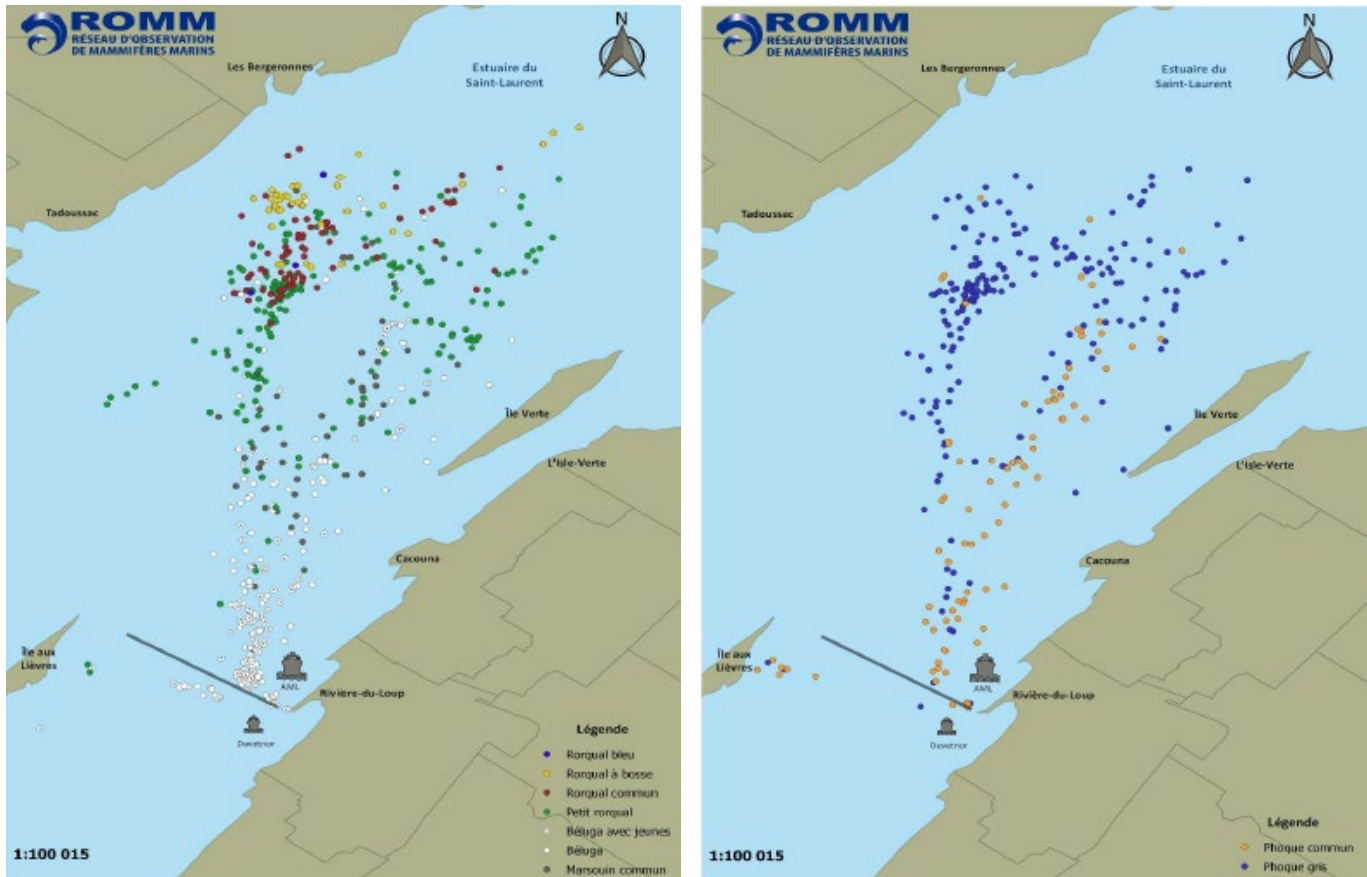 ROMM
RÉSEAU D'OBSERVATION
DE MAMMIFÈRES MARINS
N
Les Bergeronnes
Estuaire du
Saint-Laurent
Tadoussac
Île Verte
L'Isle-Verte
Cacouna
Île aux
Lièvres
AML
Rivière-du-Loup
Duvetnor
Légende
Rorqual bleu
Rorqual à bosse
Rorqual commun
Petit rorqual
Béluga avec jeunes
Béluga
Marsouin commun
1:100 015
ROMM
RÉSEAU D'OBSERVATION
DE MAMMIFÈRES MARINS
N
Les Bergeronnes
Estuaire du
Saint-Laurent
Tadoussac
Île Verte
L'Isle-Verte
Cacouna
Île aux
Lièvres
AML
Rivière-du-Loup
Duvetnor
Légende
Phoque commun
Phoque gris
1:100 015